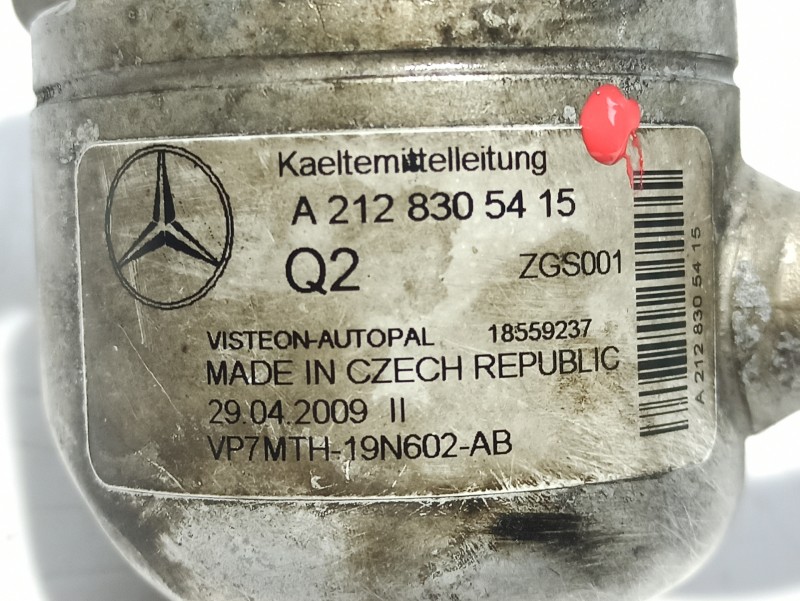 Kaeltemittelleitung
A 212 830 54 15
Q2
ZGS001
VISTEON-AUTOPAL 18559237
MADE IN CZECH REPUBLIC
29.04.2009 II
VP7MTH-19N602-AB
A 212 830 54 15